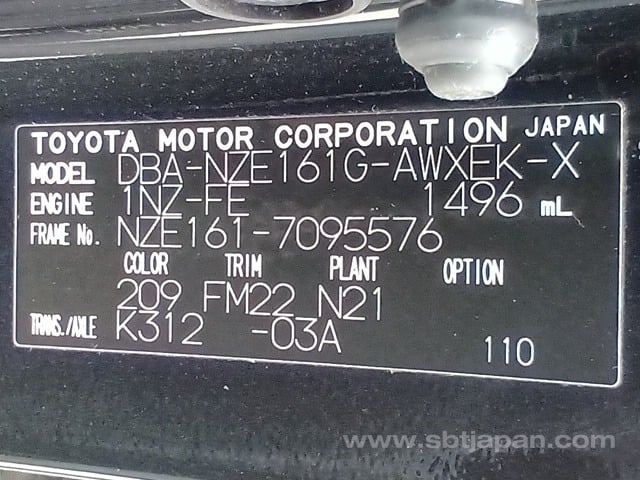 TOYOTA MOTOR CORPORATION JAPAN
MODEL DBA-NZE161G-AWXEK-X
ENGINE 1NZ-FE 1496 mL
FRAME No. NZE161-7095576
COLOR TRIM PLANT OPTION
209 FM22 N21
TRANS./AXLE K312 -03A
110
www.sbtjapan.com